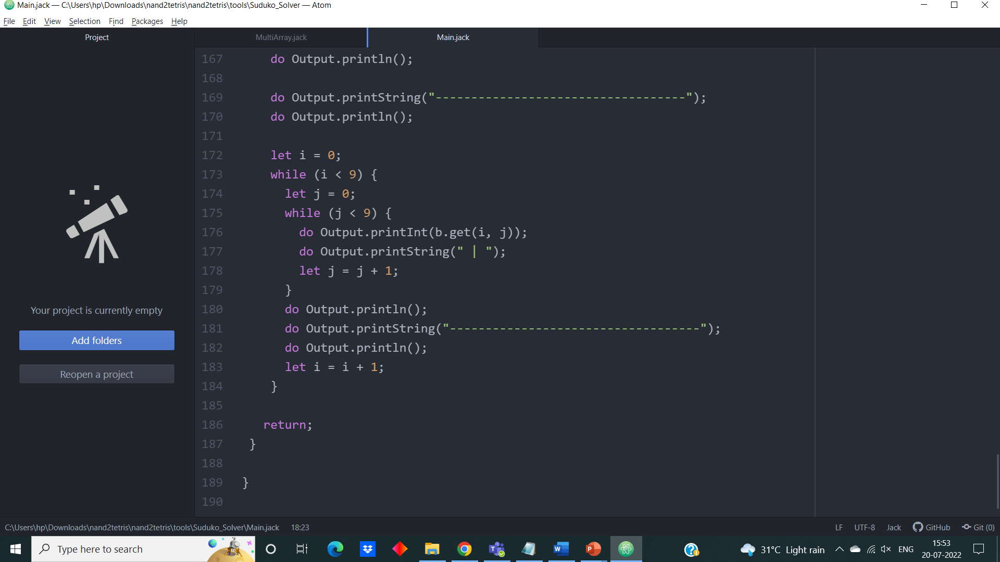 Main.jack — C:\Users\hp\Downloads\nand2tetris\nand2tetris\tools\Suduko_Solver — Atom
File Edit View Selection Find Packages Help
Project
MultiArray.jack
Main.jack
167 do Output.println();
168
169 do Output.printString("-----------------------------------");
170 do Output.println();
171
172 let i = 0;
173 while (i < 9) {
174 let j = 0;
175 while (j < 9) {
176 do Output.printInt(b.get(i, j));
177 do Output.printString(" | ");
178 let j = j + 1;
179 }
180 do Output.println();
181 do Output.printString("-----------------------------------");
182 do Output.println();
183 let i = i + 1;
184 }
185
186 return;
187 }
188
189 }
190
Your project is currently empty
Add folders
Reopen a project
C:\Users\hp\Downloads\nand2tetris\nand2tetris\tools\Suduko_Solver\Main.jack 18:23
LF UTF-8 Jack GitHub Git (0)
Type here to search
31°C Light rain
ENG
15:53
20-07-2022